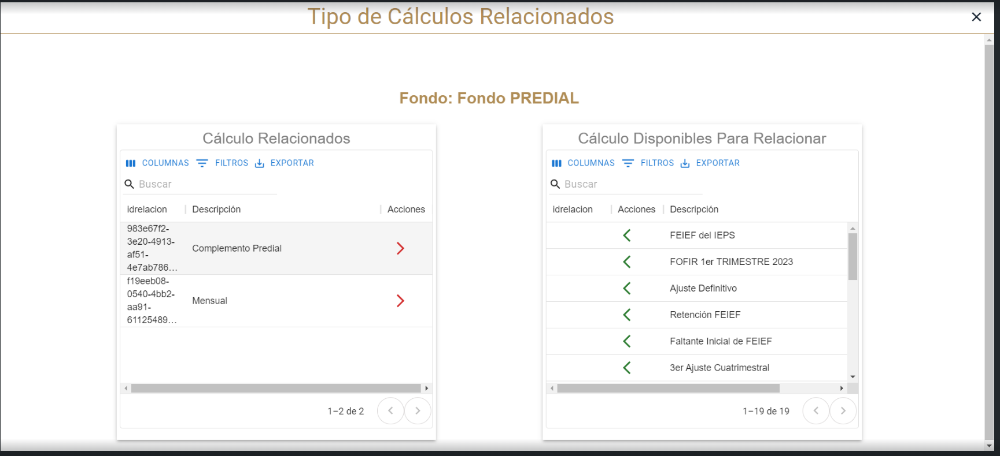 Tipo de Cálculos Relacionados
Fondo: Fondo PREDIAL
Cálculo Relacionados
COLUMNAS FILTROS EXPORTAR
Buscar
idrelacion Descripción Acciones
983e67f2-
3e20-4913-
af51-
4e7ab786...
Complemento Predial
f19eeb08-
0540-4bb2-
aa91-
61125489...
Mensual
1–2 de 2
Cálculo Disponibles Para Relacionar
COLUMNAS FILTROS EXPORTAR
Buscar
idrelacion Acciones Descripción
FEIEF del IEPS
FOFIR 1er TRIMESTRE 2023
Ajuste Definitivo
Retención FEIEF
Faltante Inicial de FEIEF
3er Ajuste Cuatrimestral
1–19 de 19